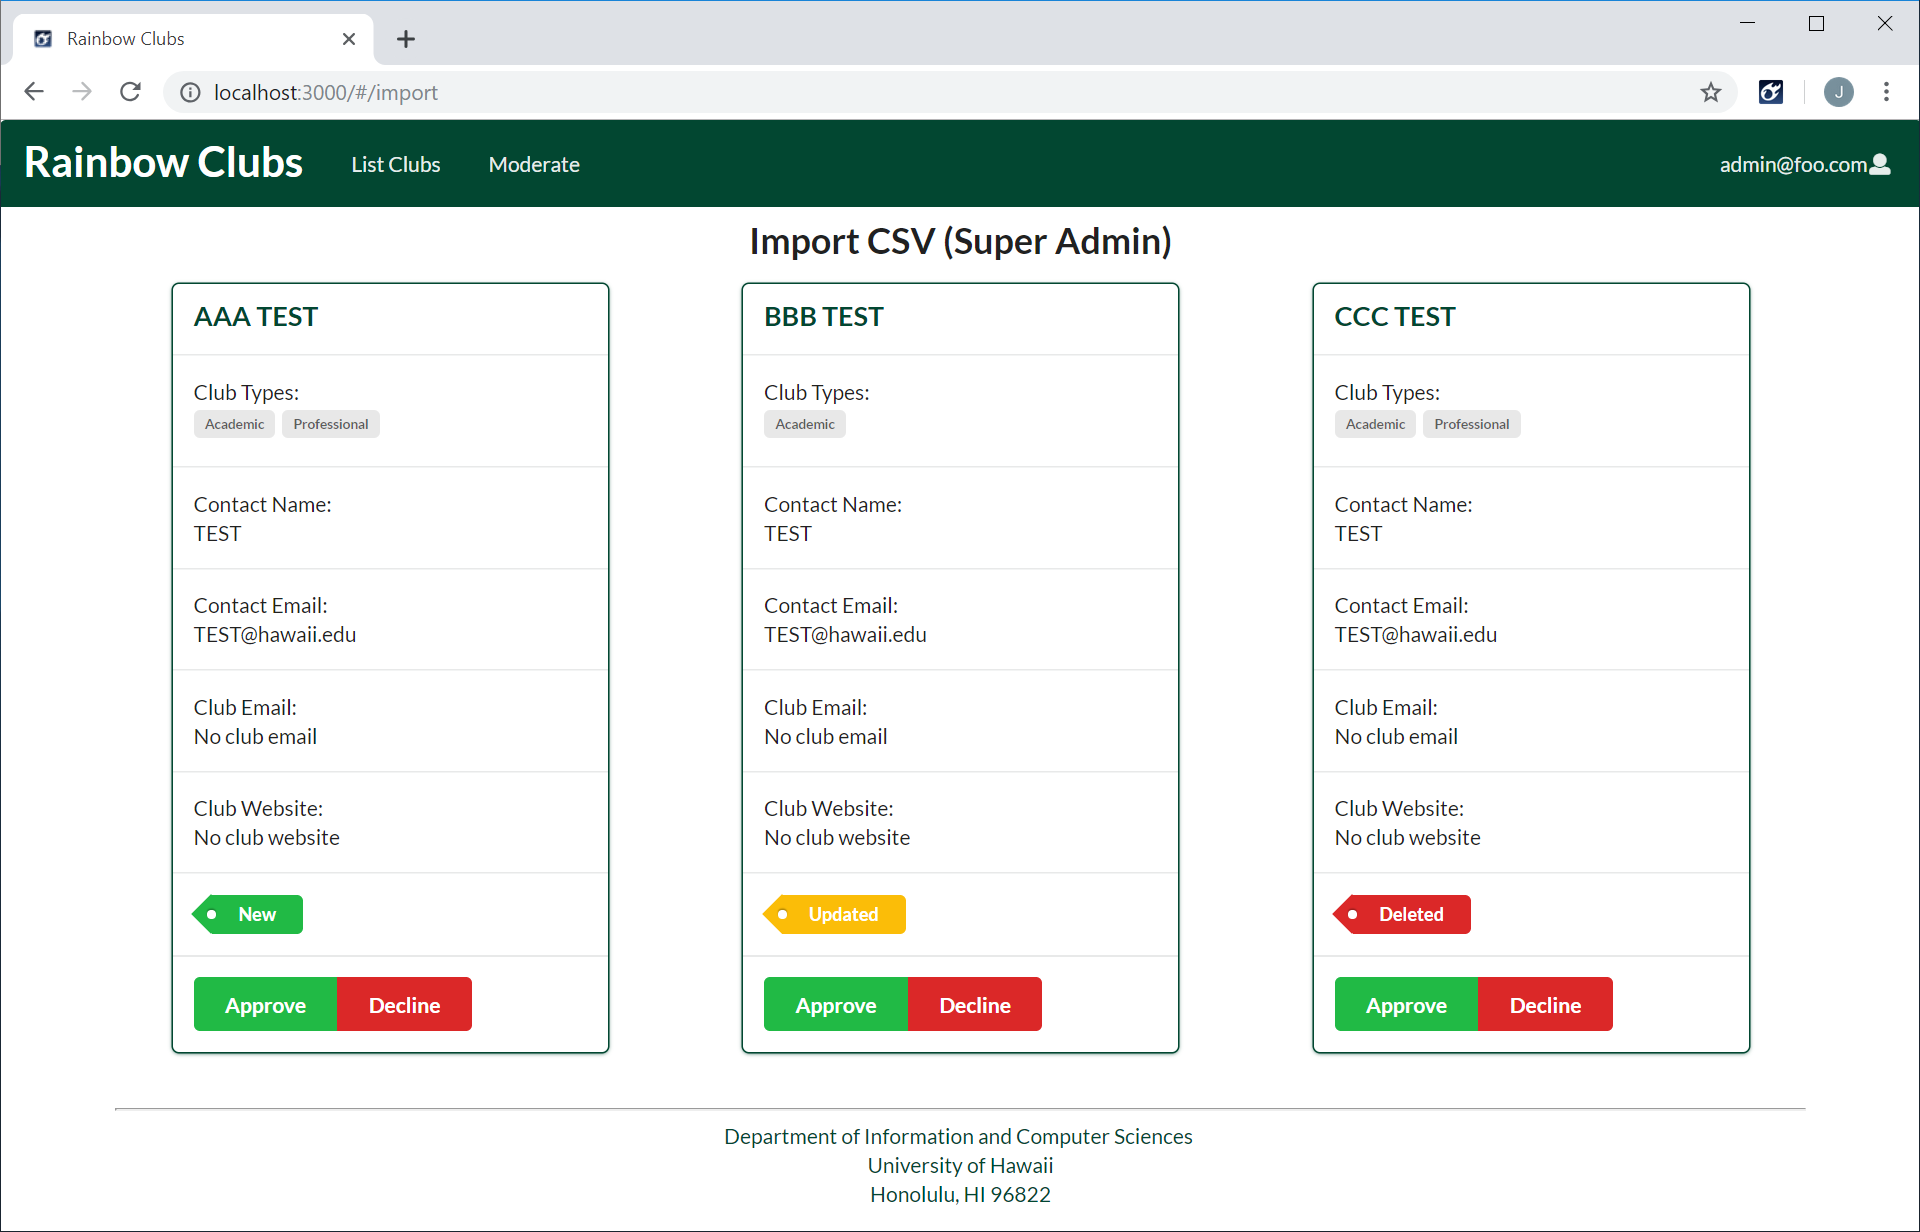 Rainbow Clubs
localhost:3000/#/import
J
Rainbow Clubs List Clubs Moderate admin@foo.com
Import CSV (Super Admin)
AAA TEST
Club Types:
Academic Professional
Contact Name:
TEST
Contact Email:
TEST@hawaii.edu
Club Email:
No club email
Club Website:
No club website
New
Approve Decline
BBB TEST
Club Types:
Academic
Contact Name:
TEST
Contact Email:
TEST@hawaii.edu
Club Email:
No club email
Club Website:
No club website
Updated
Approve Decline
CCC TEST
Club Types:
Academic Professional
Contact Name:
TEST
Contact Email:
TEST@hawaii.edu
Club Email:
No club email
Club Website:
No club website
Deleted
Approve Decline
Department of Information and Computer Sciences
University of Hawaii
Honolulu, HI 96822